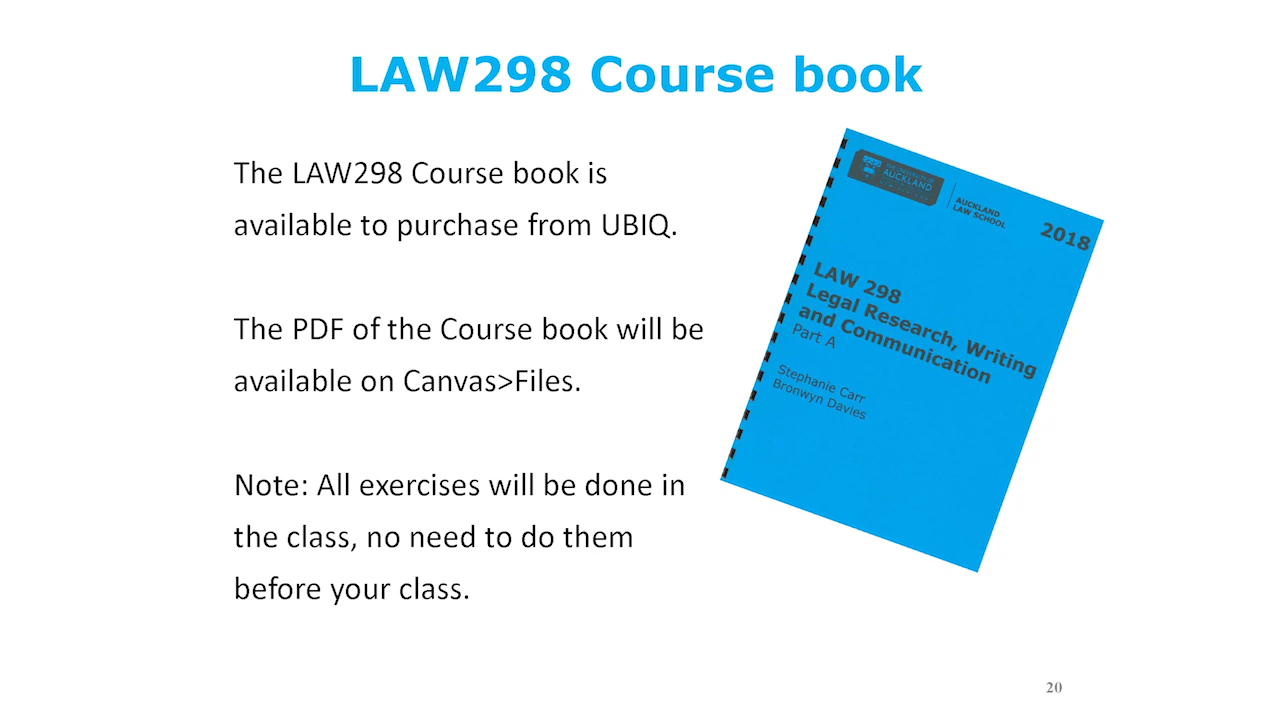 LAW298 Course book
The LAW298 Course book is
available to purchase from UBIQ.
The PDF of the Course book will be
available on Canvas>Files.
Note: All exercises will be done in
the class, no need to do them
before your class.
THE UNIVERSITY OF
AUCKLAND
AUCKLAND
LAW SCHOOL
2018
LAW 298
Legal Research, Writing
and Communication
Part A
Stephanie Carr
Bronwyn Davies
20